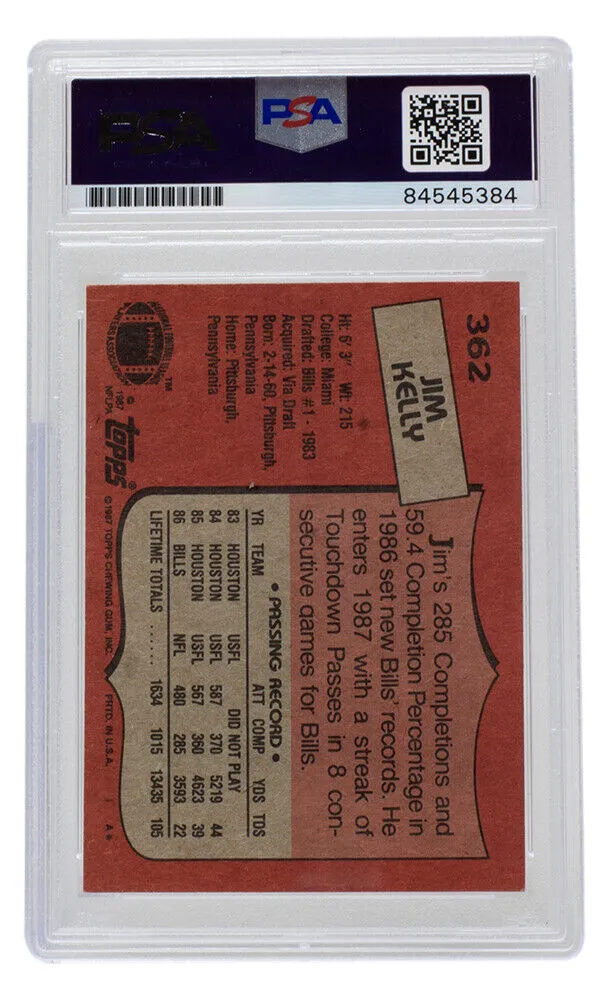 PSA
PSA
84545384
362
JIM
KELLY
Ht: 6' 3" Wt: 215
College: Miami
Drafted: Bills #1 - 1983
Acquired: Via Draft
Born: 2-14-60, Pittsburgh,
Pennsylvania
Home: Pittsburgh,
Pennsylvania
Jim's 285 Completions and
59.4 Completion Percentage in
1986 set new Bills' records. He
enters 1987 with a streak of
Touchdown Passes in 8 con-
secutive games for Bills.
• PASSING RECORD •
YR TEAM ATT COMP YDS TDS
83 HOUSTON USFL DID NOT PLAY
84 HOUSTON USFL 587 370 5219 44
85 HOUSTON USFL 567 360 4623 39
86 BILLS NFL 480 285 3593 22
LIFETIME TOTALS ...... 1634 1015 13435 105
TM
© 1987
NFLPA
topps®
©1987 TOPPS CHEWING GUM, INC.
PRTD. IN U.S.A.